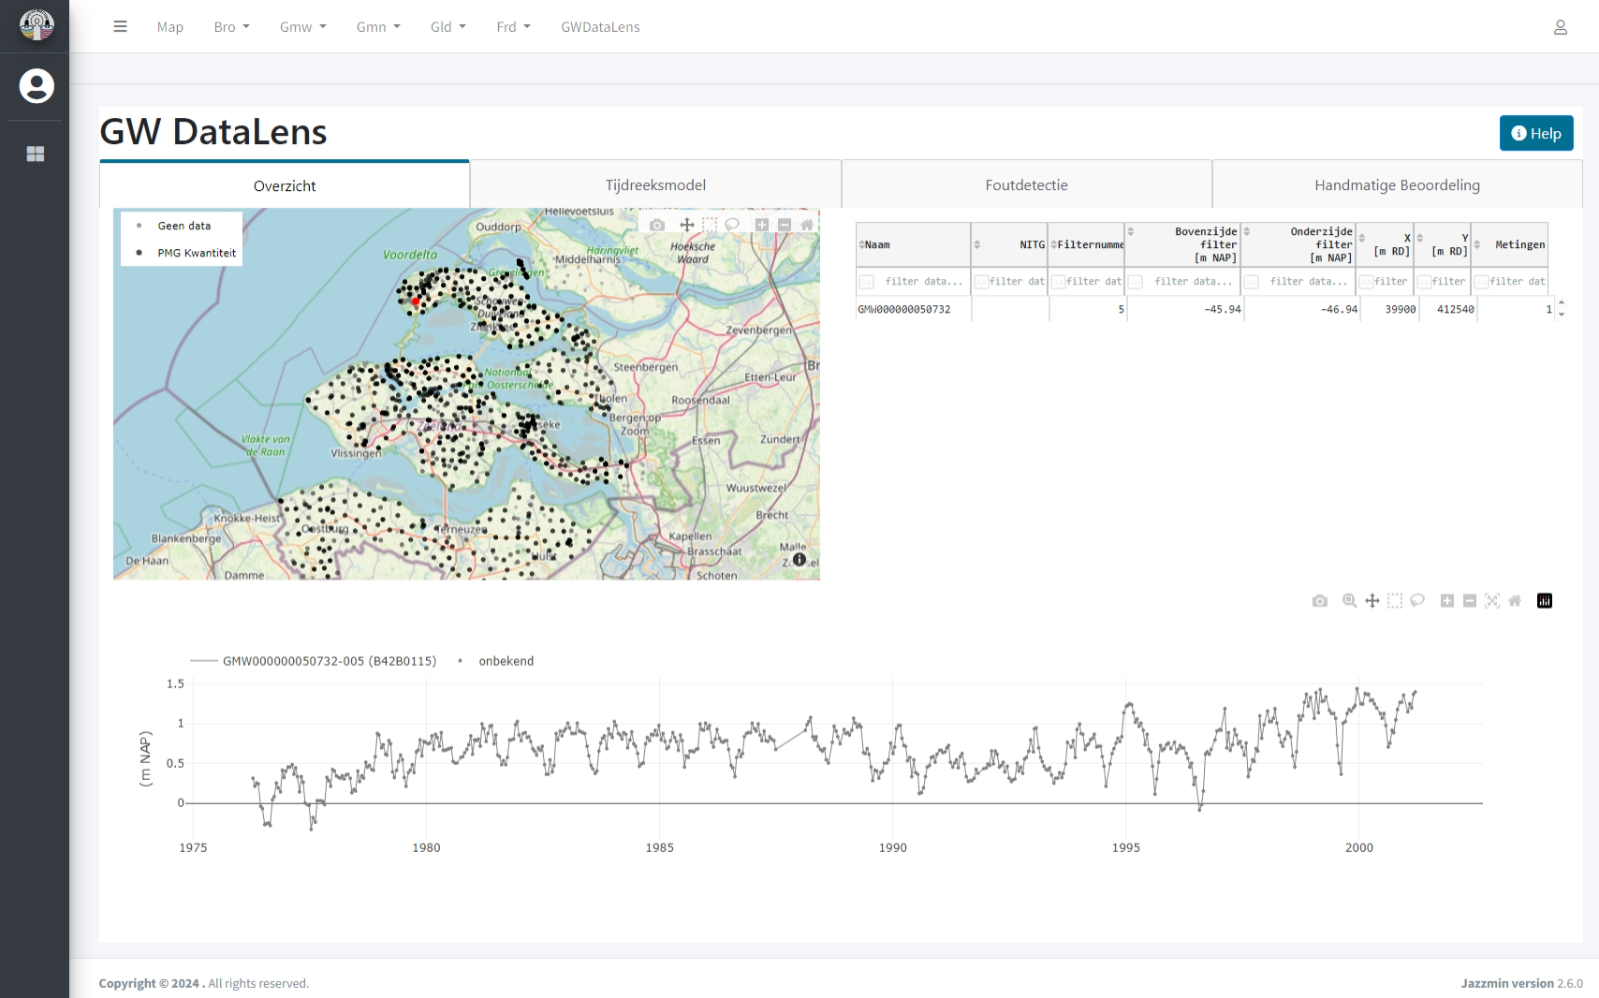 Map Bro Gmw Gmn Gld Frd GWDataLens
GW DataLens
Help
Overzicht Tijdreeksmodel Foutdetectie Handmatige Beoordeling
Geen data
PMG Kwantiteit
Hellevoetsluis
Ouddorp
Voordelta
Haringvliet
Hoeksche
Waard
Middelharnis
Zevenbergen
Steenbergen
Etten-Leur
Tholen
Roosendaal
Bergen op
Zoom
Essen
Zundert
Vlakte van
de Raan
Vlissingen
Wuustwezel
Brecht
Knokke-Heist
Oostburg
Terneuzen
Kapellen
Blankenberge
Brasschaat
Malle
De Haan
Hulst
Damme
Schoten
Naam NITG Filternumme Bovenzijde filter [m NAP] Onderzijde filter [m NAP] X [m RD] Y [m RD] Metingen
filter data... filter dat filter dat filter data... filter data... filter filter filter dat
GMW000000050732 5 -45.94 -46.94 39900 412540 1
GMW000000050732-005 (B42B0115) onbekend
(m NAP)
1.5
1
0.5
0
1975 1980 1985 1990 1995 2000
Copyright © 2024 . All rights reserved.
Jazzmin version 2.6.0